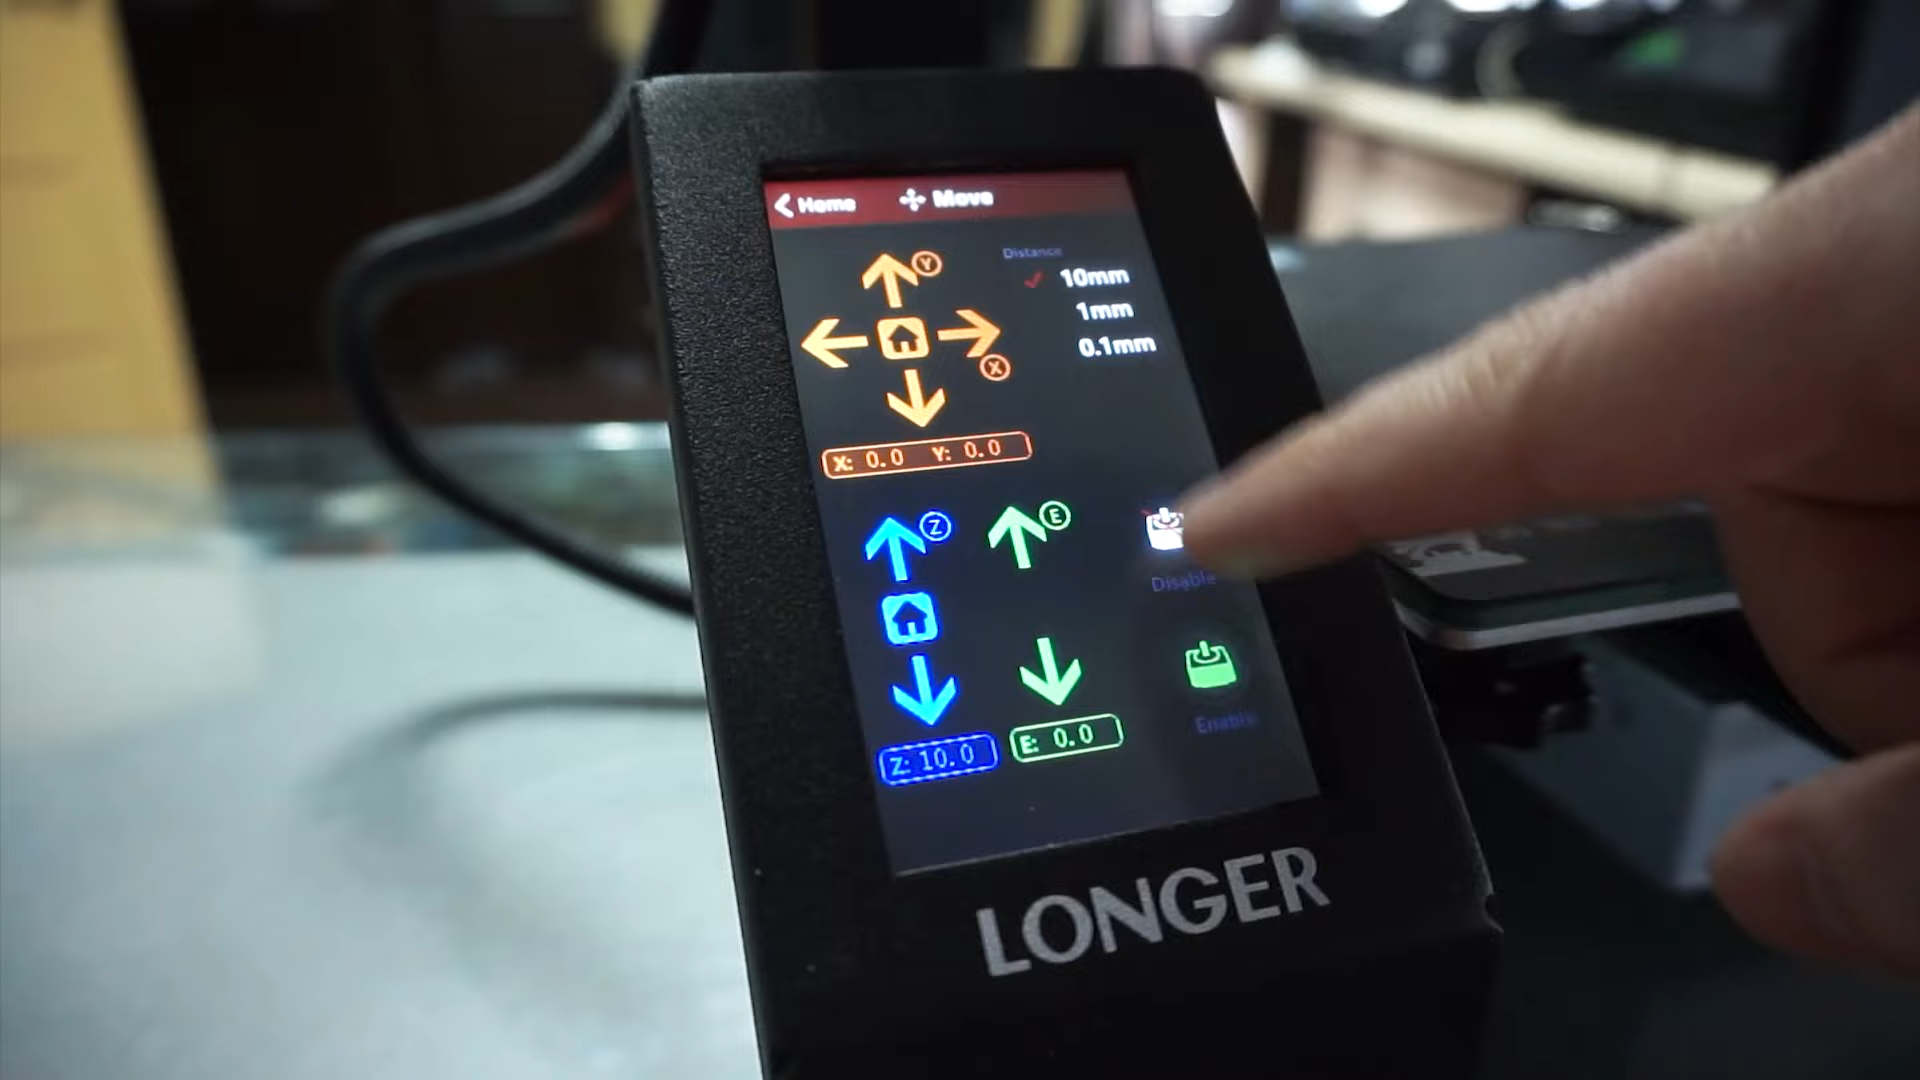 Home Move
Y
Distance
10mm
1mm
0.1mm
X
X: 0.0 Y: 0.0
Z
E
Disable
Enable
Z: 10.0
E: 0.0
LONGER